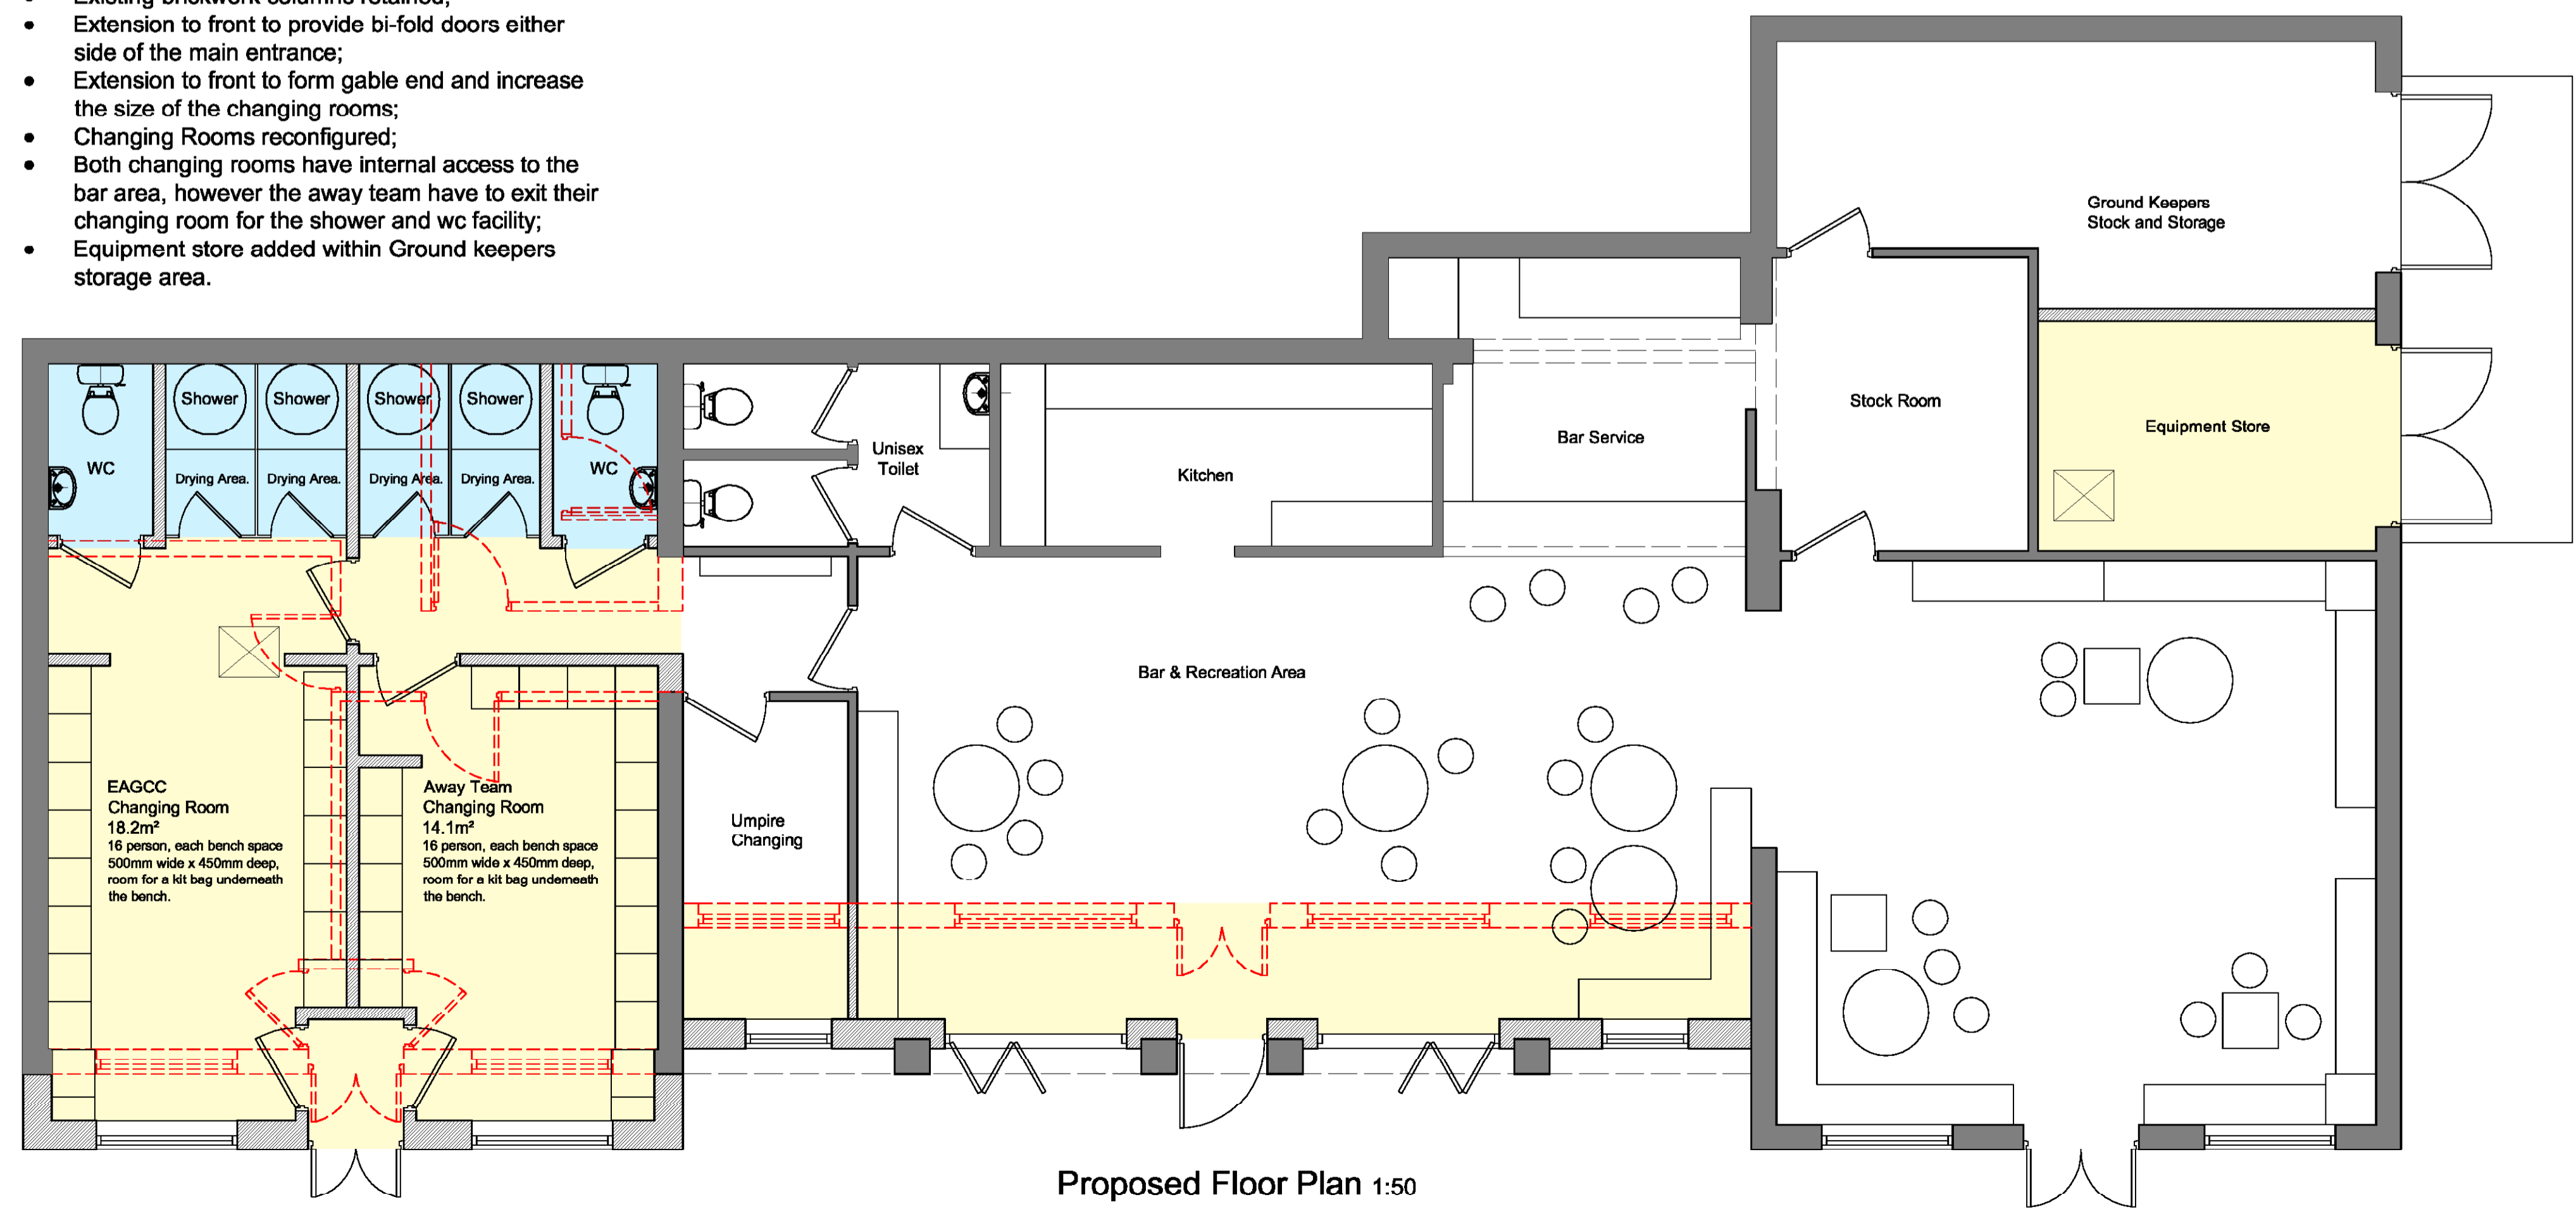 Existing brickwork columns retained;
• Extension to front to provide bi-fold doors either
side of the main entrance;
• Extension to front to form gable end and increase
the size of the changing rooms;
• Changing Rooms reconfigured;
• Both changing rooms have internal access to the
bar area, however the away team have to exit their
changing room for the shower and wc facility;
• Equipment store added within Ground keepers
storage area.
Ground Keepers
Stock and Storage
Shower
Shower
Shower
Shower
WC
Drying Area.
Drying Area.
Drying Area.
Drying Area.
WC
Unisex
Toilet
Kitchen
Bar Service
Stock Room
Equipment Store
Bar & Recreation Area
EAGCC
Changing Room
18.2m²
16 person, each bench space
500mm wide x 450mm deep,
room for a kit bag underneath
the bench.
Away Team
Changing Room
14.1m²
16 person, each bench space
500mm wide x 450mm deep,
room for a kit bag underneath
the bench.
Umpire
Changing
Proposed Floor Plan 1:50